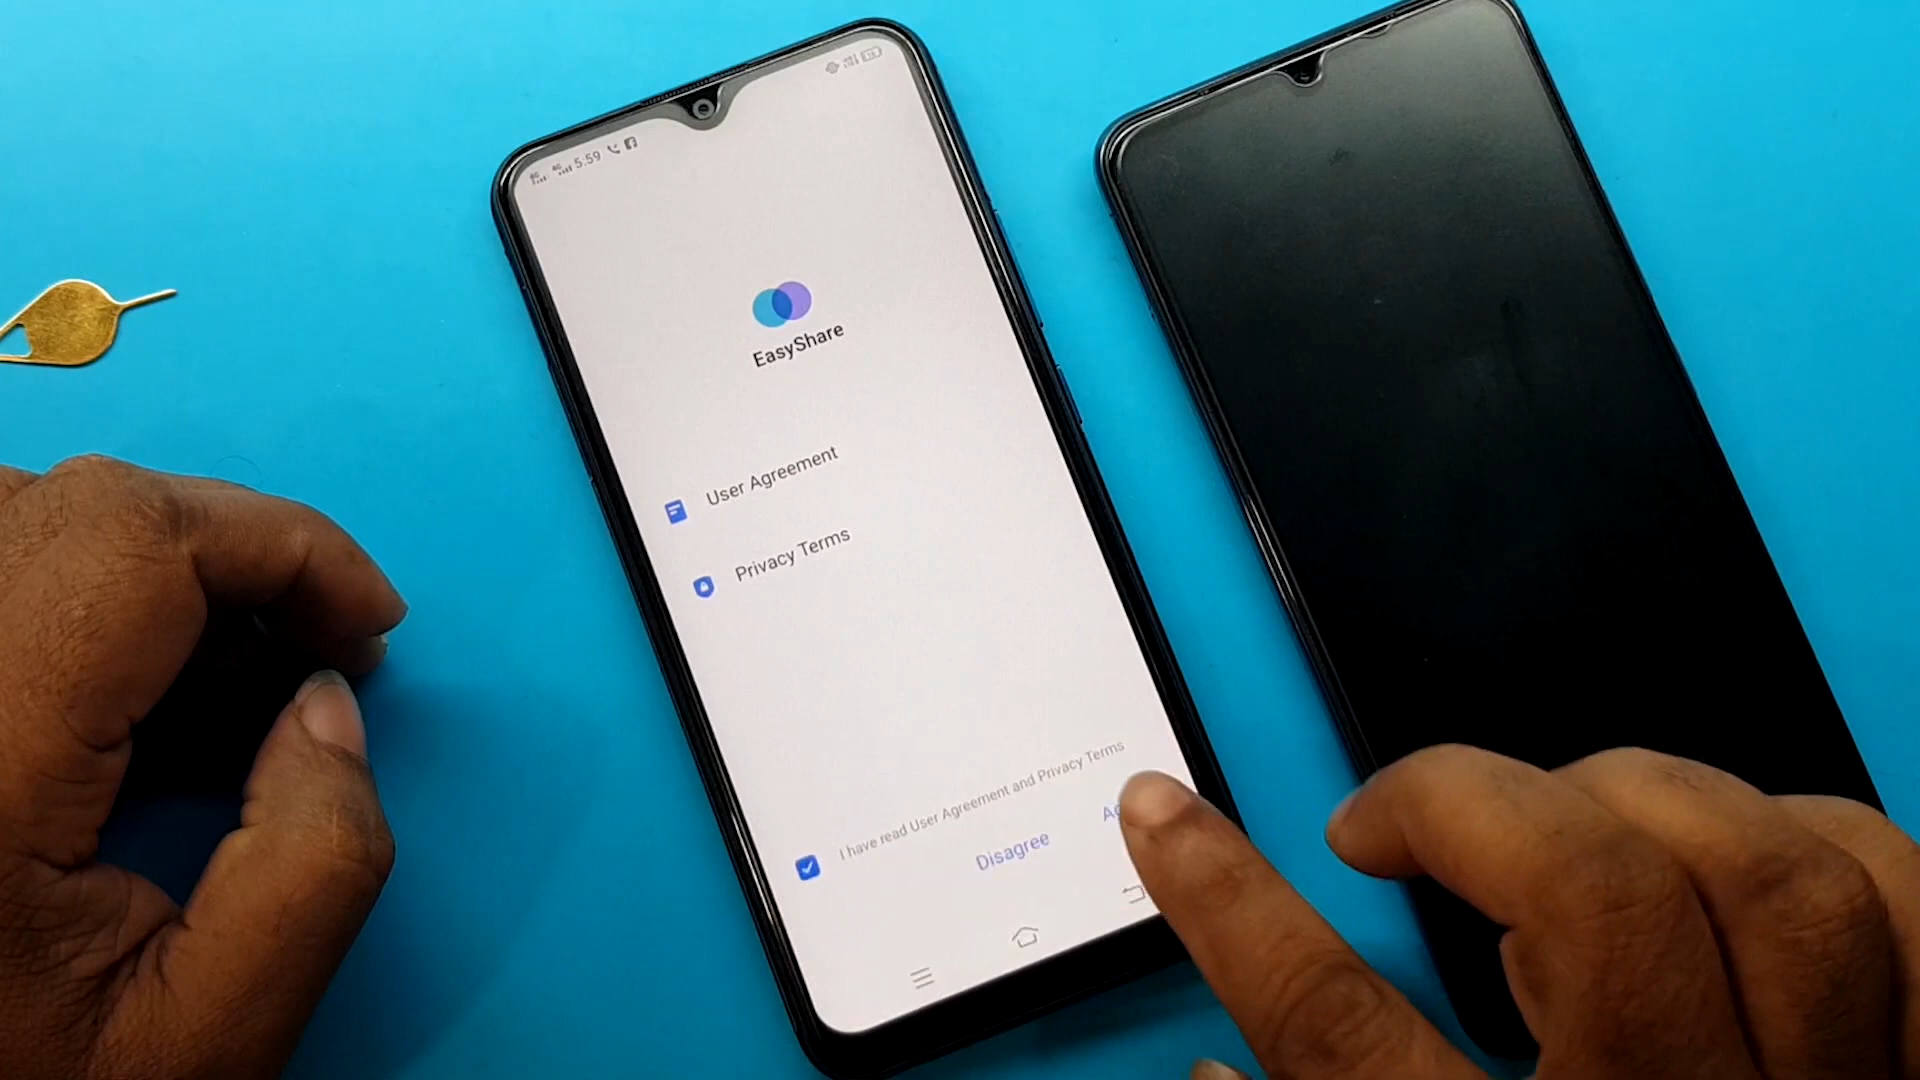 5:59
EasyShare
User Agreement
Privacy Terms
I have read User Agreement and Privacy Terms
Disagree